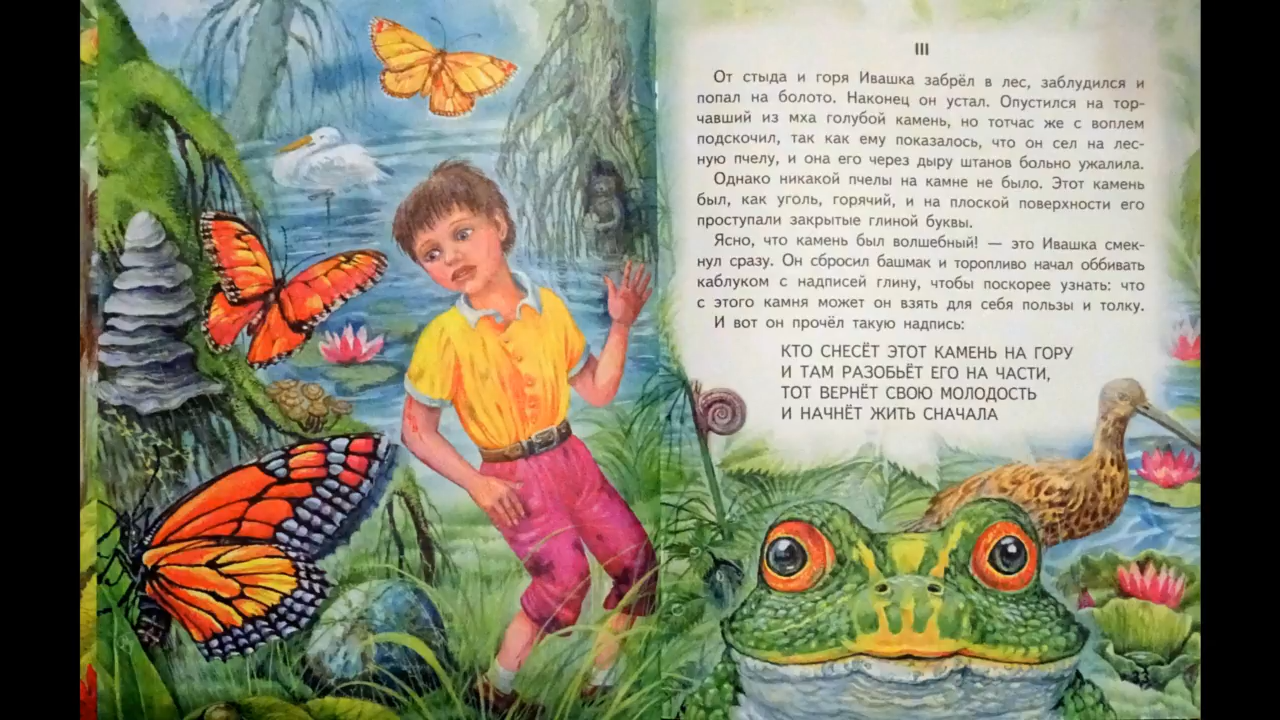 III
От стыда и горя Ивашка забрёл в лес, заблудился и
попал на болото. Наконец он устал. Опустился на тор-
чавший из мха голубой камень, но тотчас же с воплем
подскочил, так как ему показалось, что он сел на лес-
ную пчелу, и она его через дыру штанов больно ужалила.
Однако никакой пчелы на камне не было. Этот камень
был, как уголь, горячий, и на плоской поверхности его
проступали закрытые глиной буквы.
Ясно, что камень был волшебный! — это Ивашка смек-
нул сразу. Он сбросил башмак и торопливо начал оббивать
каблуком с надписей глину, чтобы поскорее узнать: что
с этого камня может он взять для себя пользы и толку.
И вот он прочёл такую надпись:
КТО СНЕСЁТ ЭТОТ КАМЕНЬ НА ГОРУ
И ТАМ РАЗОБЬЁТ ЕГО НА ЧАСТИ,
ТОТ ВЕРНЁТ СВОЮ МОЛОДОСТЬ
И НАЧНЁТ ЖИТЬ СНАЧАЛА
33